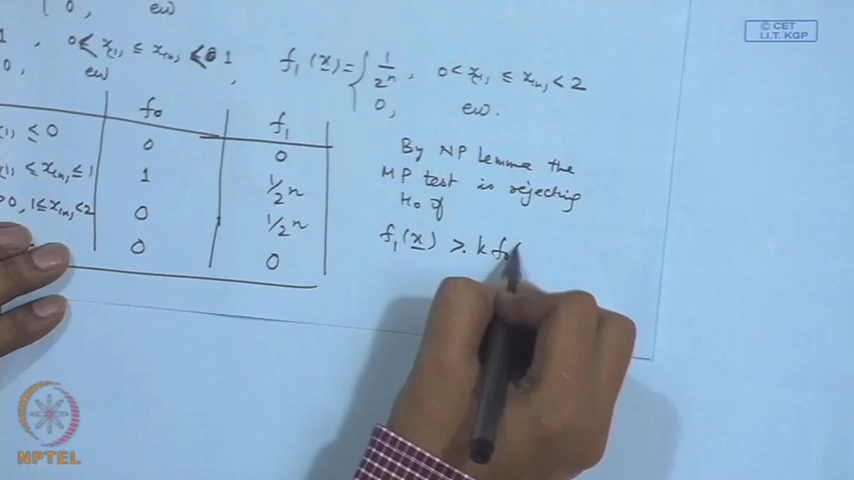 { 0, ew
1, 0 < x(1) ≤ x(n) < 1, f₁(x) = { 1/2ⁿ, 0 < x(1) ≤ x(n) < 2
0, ew 0, ew.
f₀ f₁
x(1) ≤ 0 0 0
x(1) ≤ x(n) ≤ 1 1 1/2 n
0, 1 ≤ x(n) < 2 0 1/2 n
0 0
By NP Lemma the
MP test is rejecting
H₀ if
f₁(x) > k f₀(
© CET
I.I.T. KGP
NPTEL